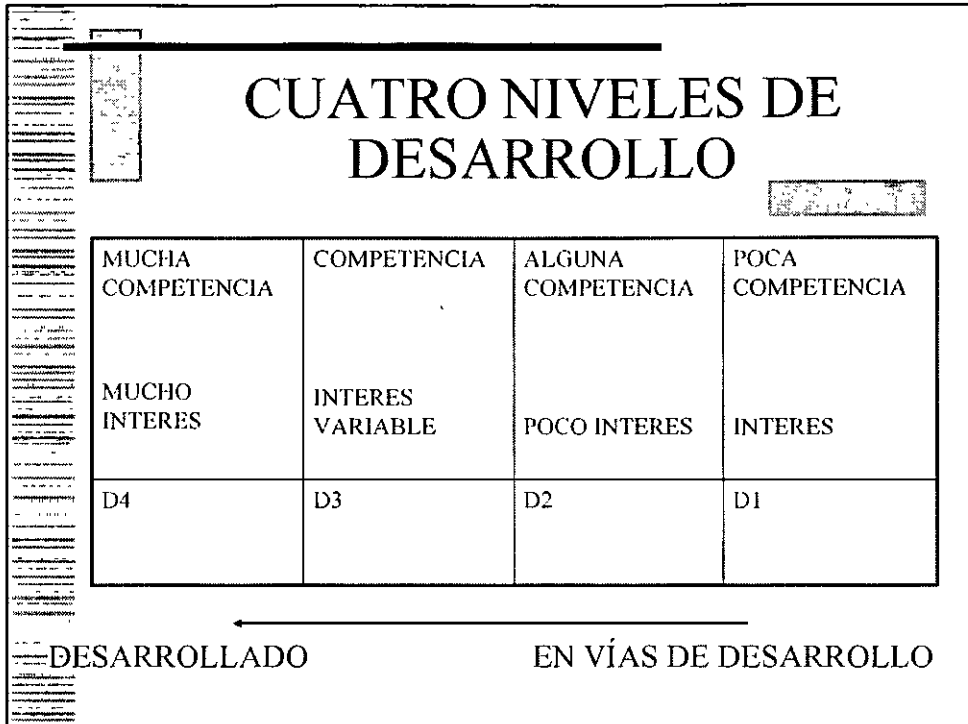 CUATRO NIVELES DE
DESARROLLO
MUCHA
COMPETENCIA
MUCHO
INTERES
COMPETENCIA
INTERES
VARIABLE
ALGUNA
COMPETENCIA
POCO INTERES
POCA
COMPETENCIA
INTERES
D4
D3
D2
D1
DESARROLLADO
EN VÍAS DE DESARROLLO